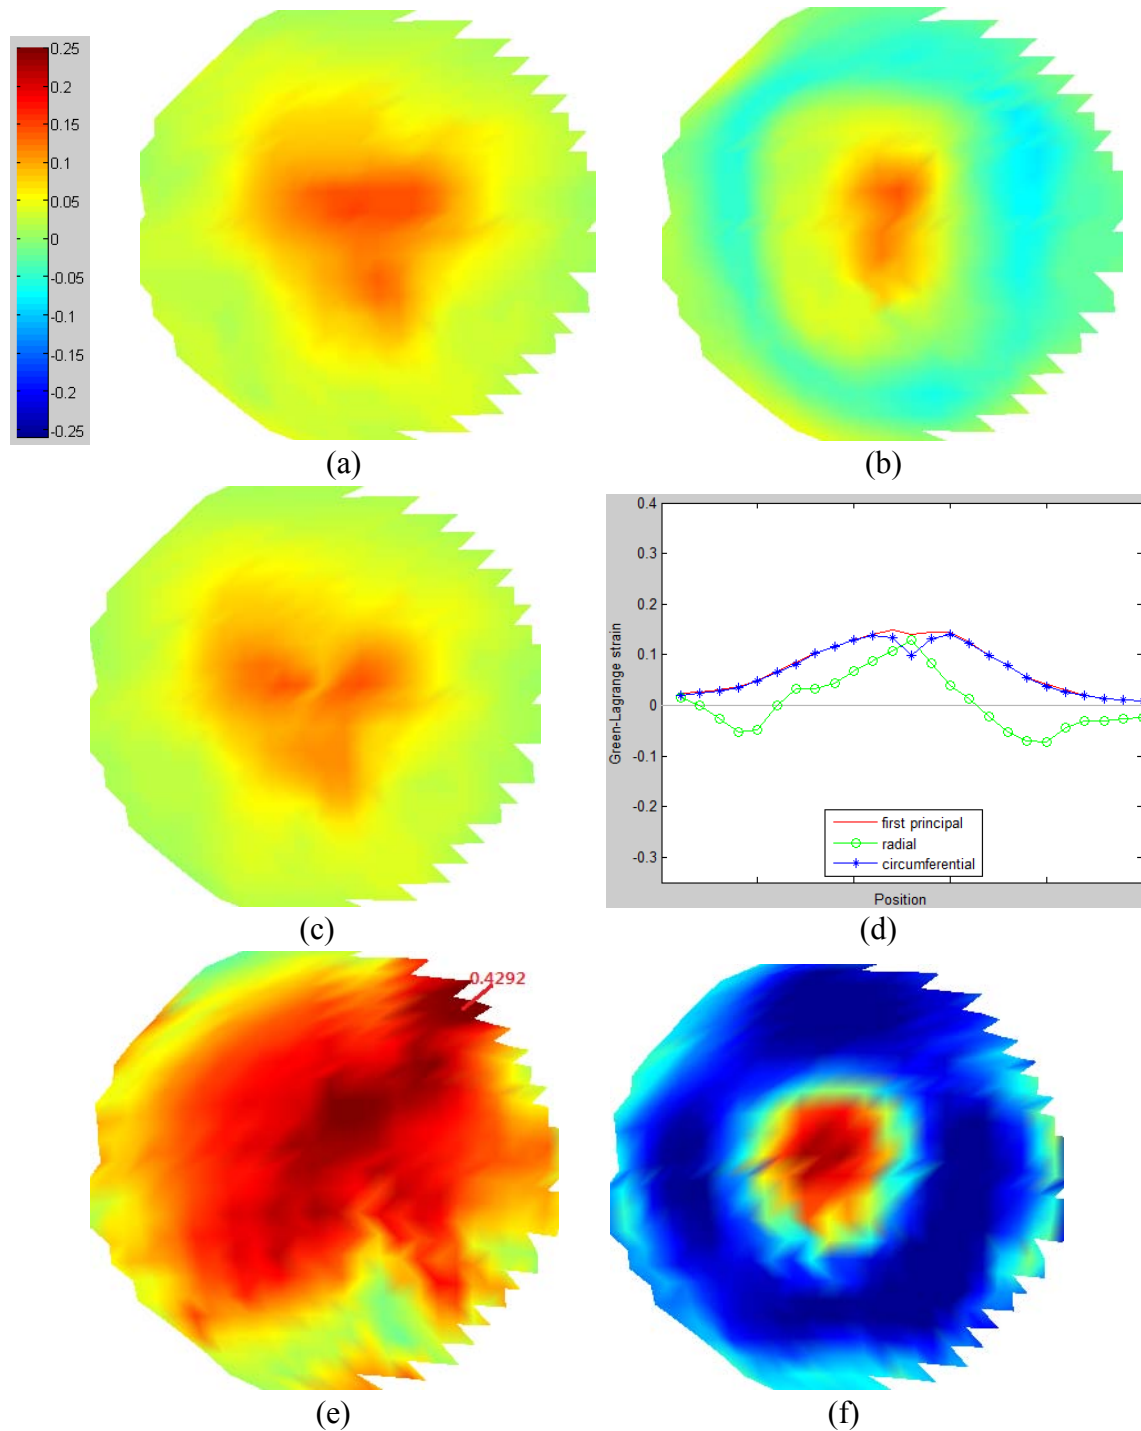 0.25
0.2
0.15
0.1
0.05
0
-0.05
-0.1
-0.15
-0.2
-0.25
(a)
(b)
(c)
0.4
0.3
0.2
0.1
0
-0.1
-0.2
-0.3
Green-Lagrange strain
first principal
radial
circumferential
Position
(d)
0.4292
(e)
(f)